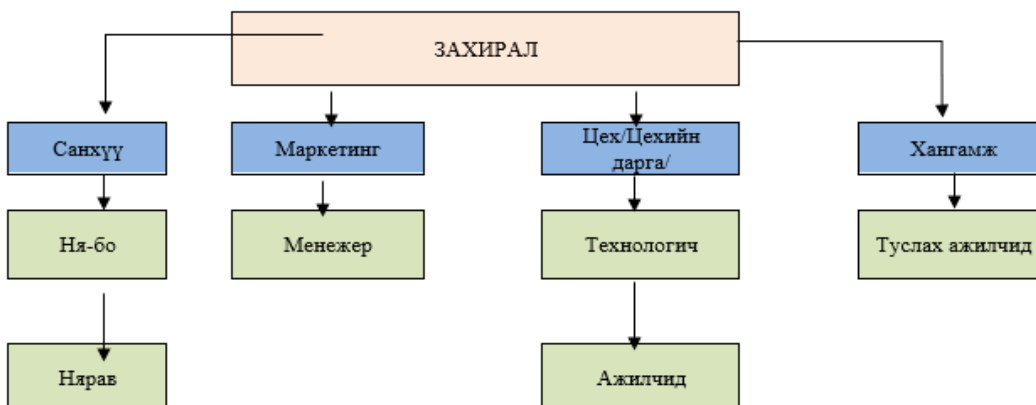 ЗАХИРАЛ
Санхүү
Маркетинг
Цех/Цехийн
дарга/
Хангамж
Ня-бо
Менежер
Технологич
Туслах ажилчид
Нярав
Ажилчид